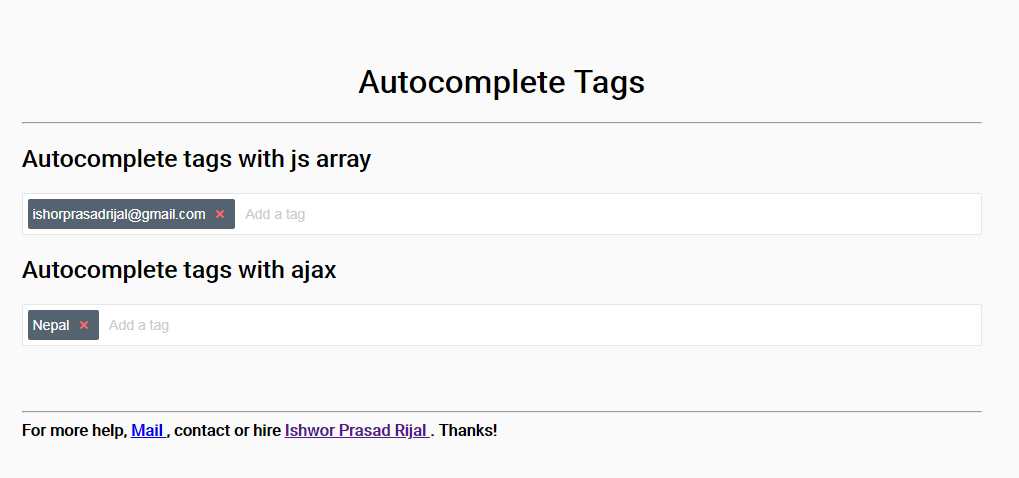 Autocomplete Tags
Autocomplete tags with js array
ishorprasadrijal@gmail.com × Add a tag
Autocomplete tags with ajax
Nepal × Add a tag
For more help, Mail , contact or hire Ishwor Prasad Rijal . Thanks!